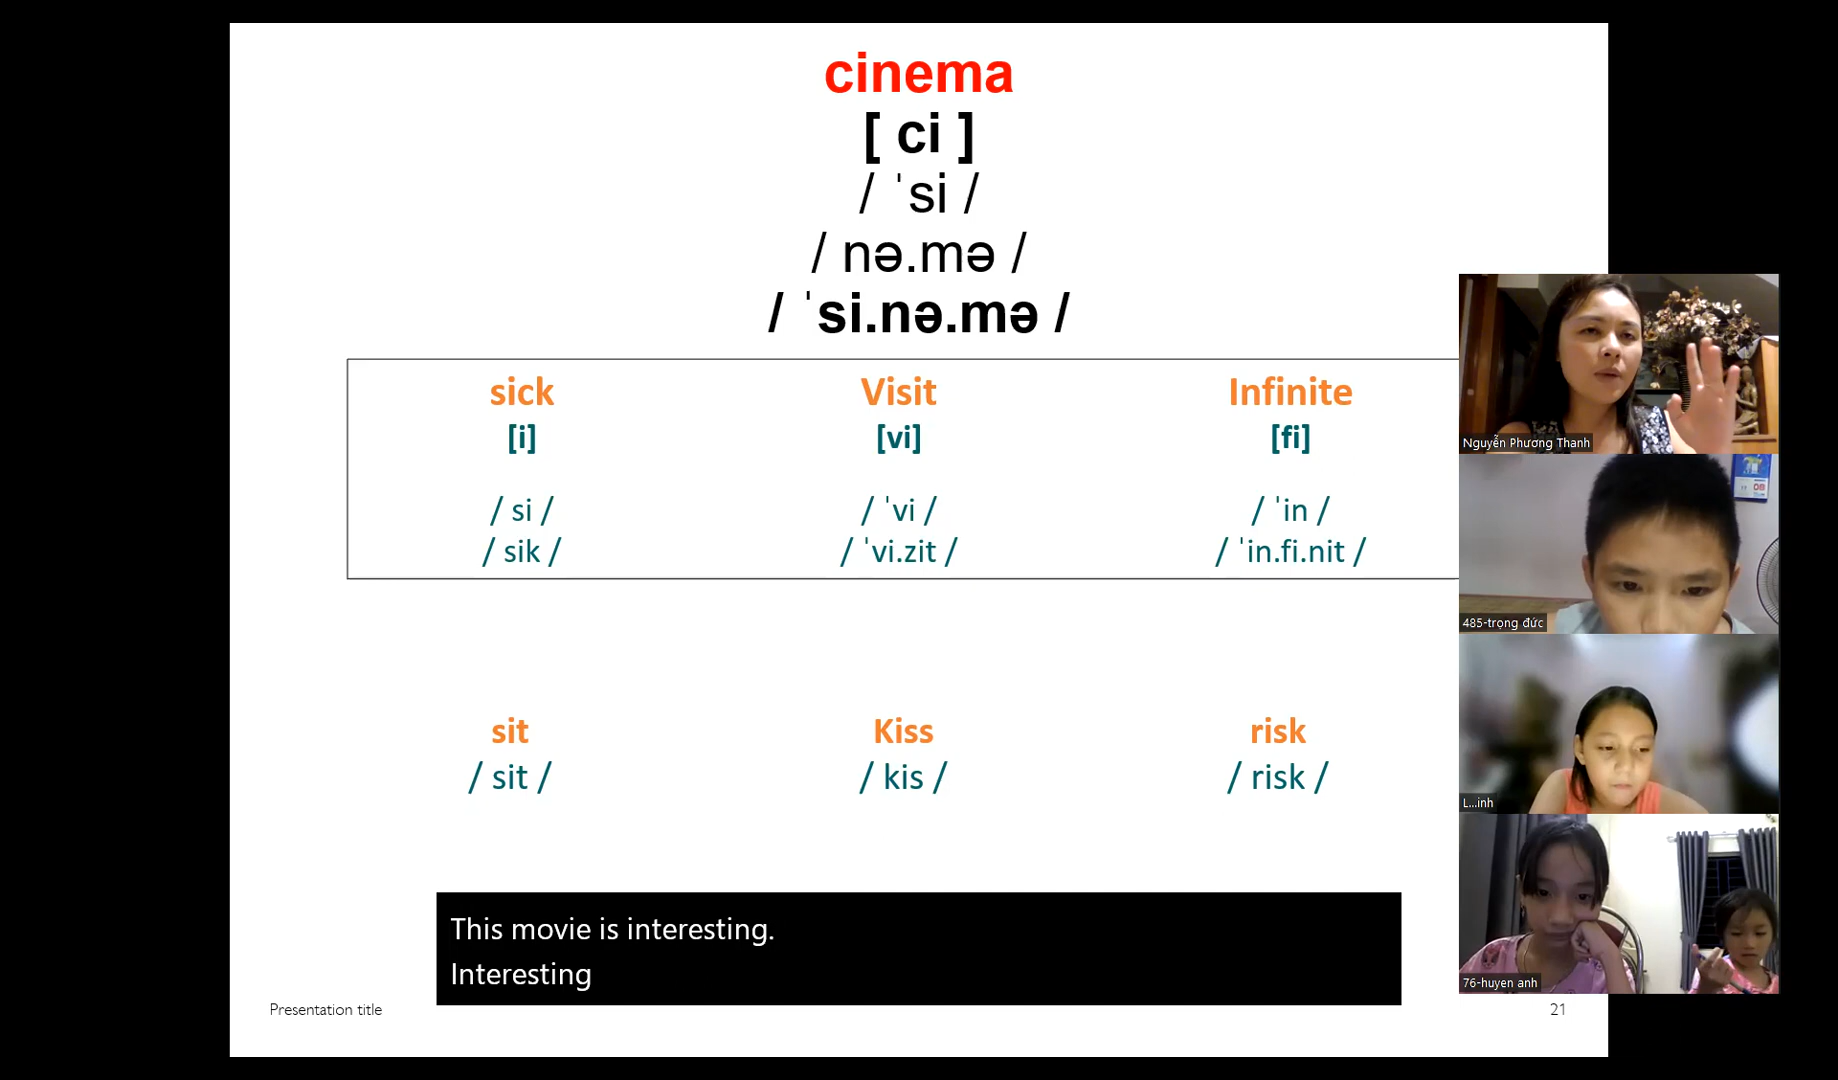 cinema
[ ci ]
/ ˈsi /
/ nə.mə /
/ ˈsi.nə.mə /
sick Visit Infinite
[i] [vi] [fi]
/ si / / ˈvi / / ˈin /
/ sik / / ˈvi.zit / / ˈin.fi.nit /
sit Kiss risk
/ sit / / kis / / risk /
This movie is interesting.
Interesting
Presentation title
21
Nguyễn Phương Thanh
485-trọng đức
L...inh
76-huyen anh